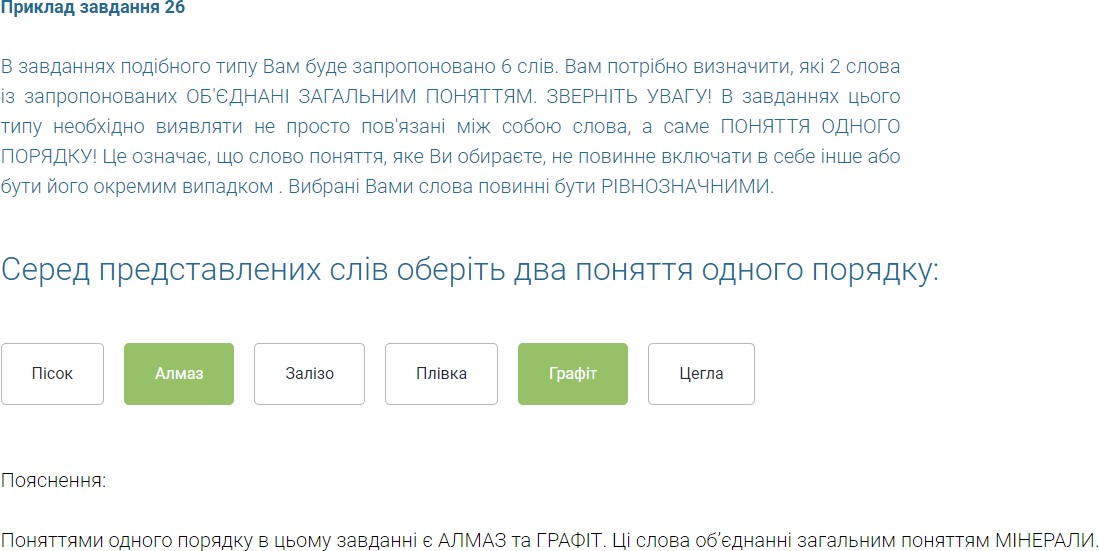 Приклад завдання 26
В завданнях подібного типу Вам буде запропоновано 6 слів. Вам потрібно визначити, які 2 слова
із запропонованих ОБ'ЄДНАНІ ЗАГАЛЬНИМ ПОНЯТТЯМ. ЗВЕРНІТЬ УВАГУ! В завданнях цього
типу необхідно виявляти не просто пов'язані між собою слова, а саме ПОНЯТТЯ ОДНОГО
ПОРЯДКУ! Це означає, що слово поняття, яке Ви обираєте, не повинне включати в себе інше або
бути його окремим випадком . Вибрані Вами слова повинні бути РІВНОЗНАЧНИМИ.
Серед представлених слів оберіть два поняття одного порядку:
Пісок Алмаз Залізо Плівка Графіт Цегла
Пояснення:
Поняттями одного порядку в цьому завданні є АЛМАЗ та ГРАФІТ. Ці слова об’єднанні загальним поняттям МІНЕРАЛИ.